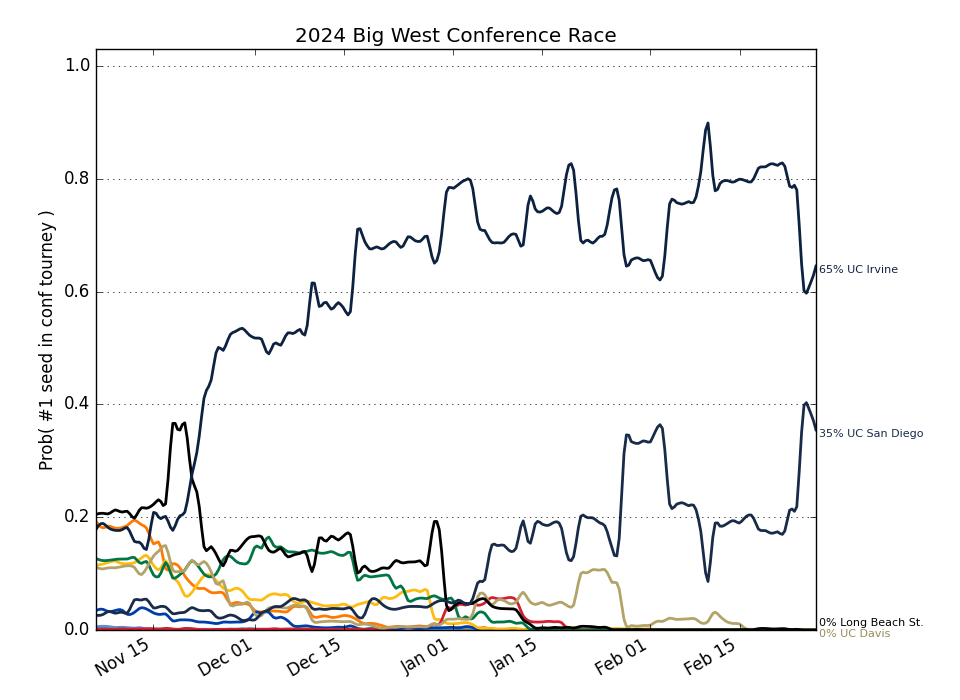 2024 Big West Conference Race
Prob( #1 seed in conf tourney )
1.0
0.8
0.6
0.4
0.2
0.0
Nov 15
Dec 01
Dec 15
Jan 01
Jan 15
Feb 01
Feb 15
65% UC Irvine
35% UC San Diego
0% Long Beach St.
0% UC Davis